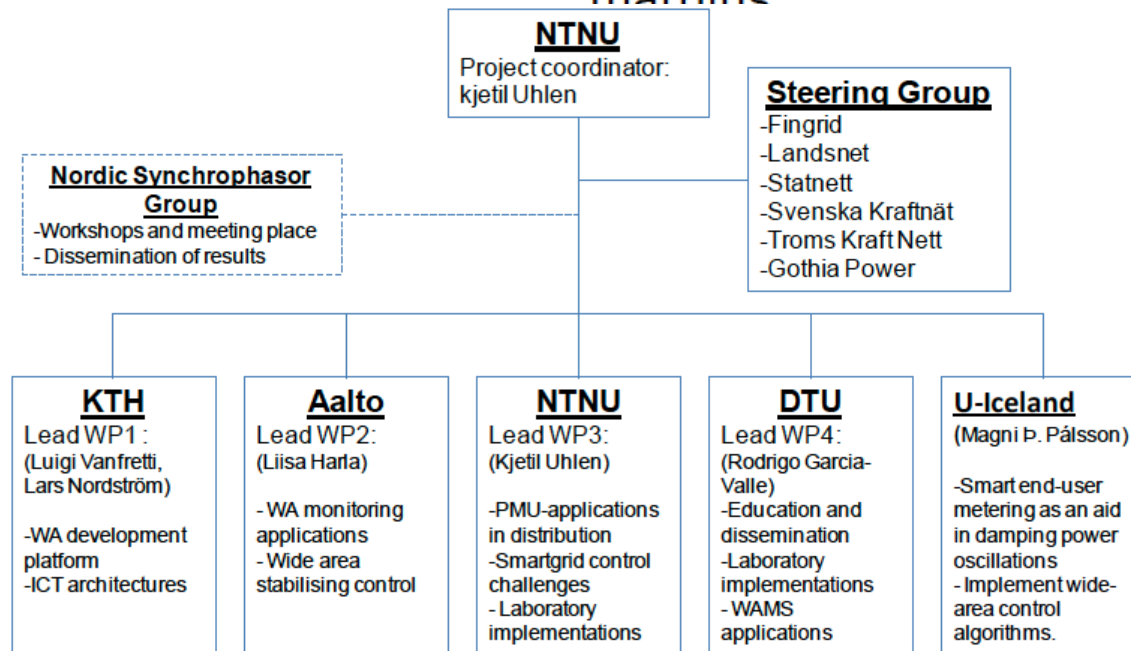 NTNU
Project coordinator:
kjetil Uhlen
Steering Group
-Fingrid
-Landsnet
-Statnett
-Svenska Kraftnät
-Troms Kraft Nett
-Gothia Power
Nordic Synchrophasor
Group
-Workshops and meeting place
- Dissemination of results
KTH
Lead WP1 :
(Luigi Vanfretti,
Lars Nordström)
-WA development
platform
-ICT architectures
Aalto
Lead WP2:
(Liisa Harla)
- WA monitoring
applications
- Wide area
stabilising control
NTNU
Lead WP3:
(Kjetil Uhlen)
-PMU-applications
in distribution
-Smartgrid control
challenges
- Laboratory
implementations
DTU
Lead WP4:
(Rodrigo Garcia-
Valle)
-Education and
dissemination
-Laboratory
implementations
- WAMS
applications
U-Iceland
(Magni Þ. Pálsson)
-Smart end-user
metering as an aid
in damping power
oscillations
- Implement wide-
area control
algorithms.